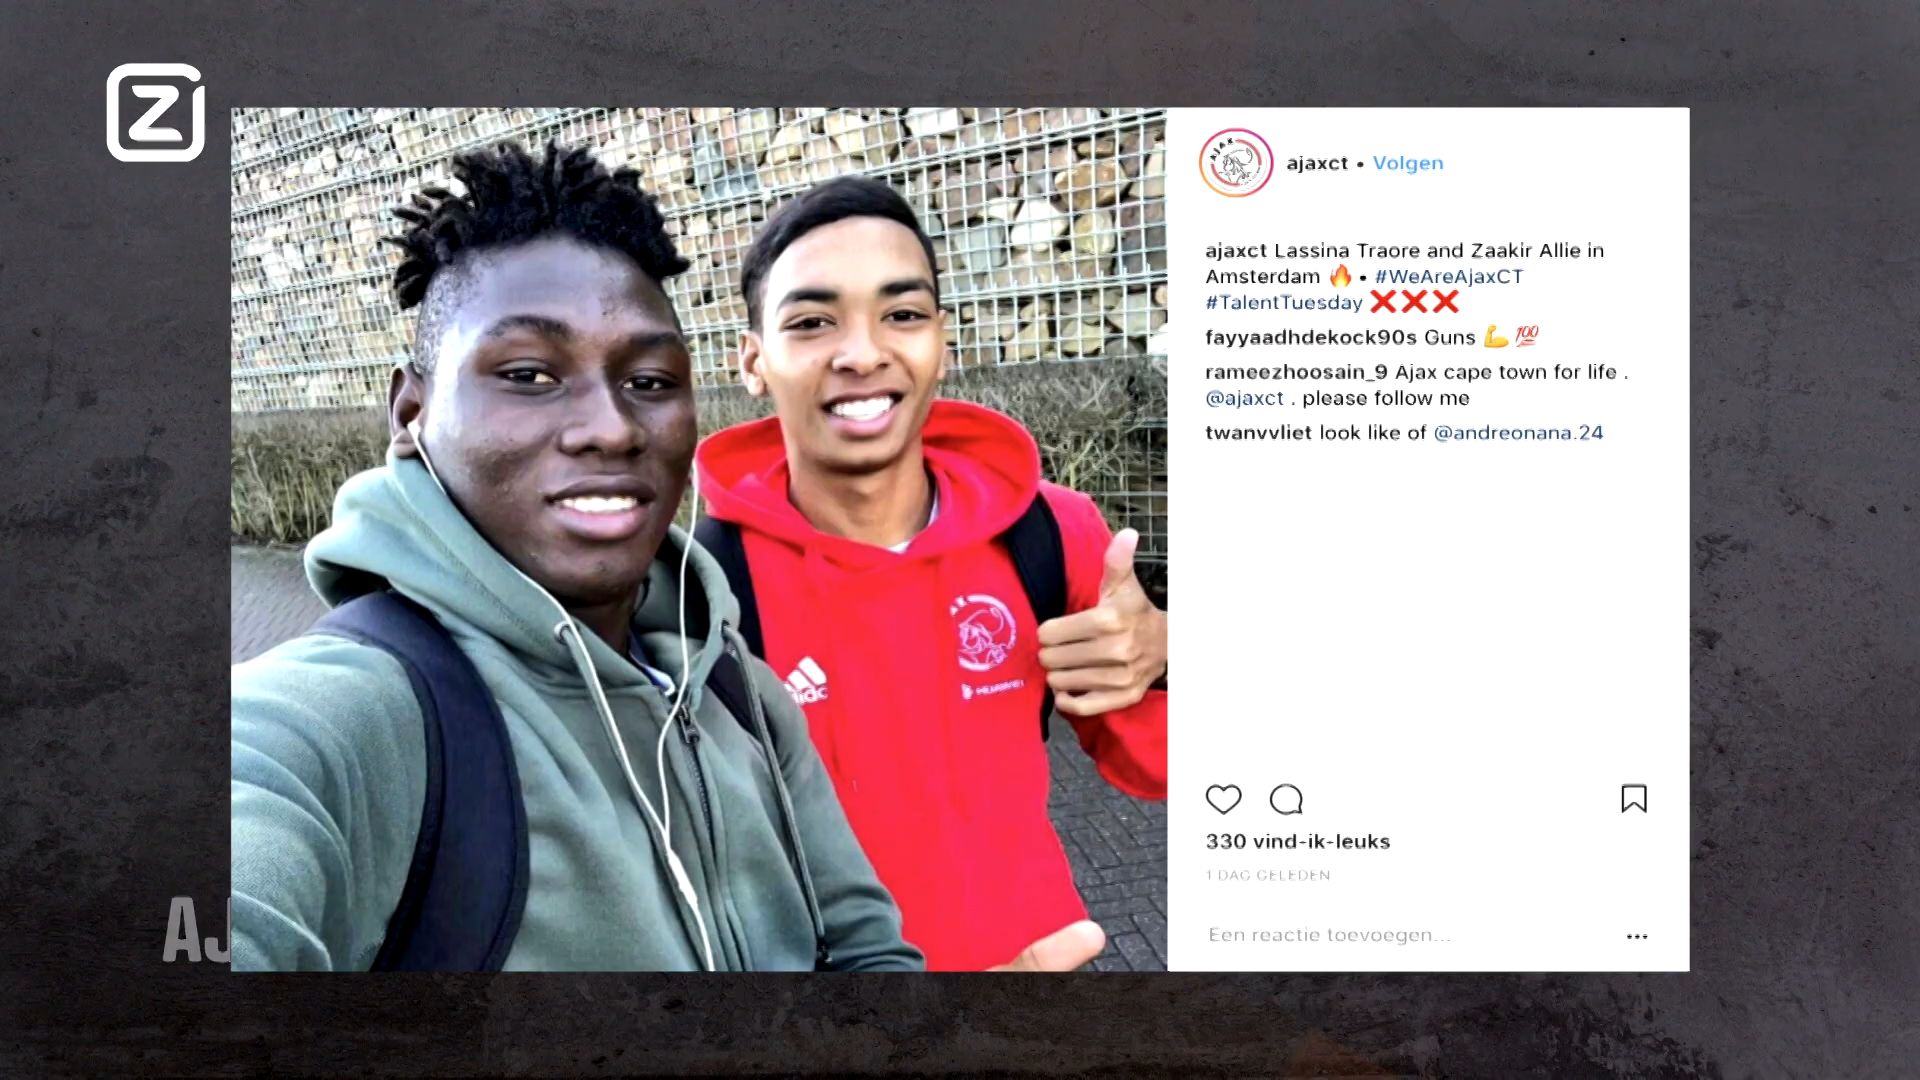 Z
ajaxct • Volgen
ajaxct Lassina Traore and Zaakir Allie in
Amsterdam 🔥 • #WeAreAjaxCT
#TalentTuesday ❌❌❌
fayyaadhdekock90s Guns 💪💯
rameezhoosain_9 Ajax cape town for life .
@ajaxct . please follow me
twanvvliet look like of @andreonana.24
330 vind-ik-leuks
1 DAG GELEDEN
Een reactie toevoegen...
AJAX
HUAWEI
AJ